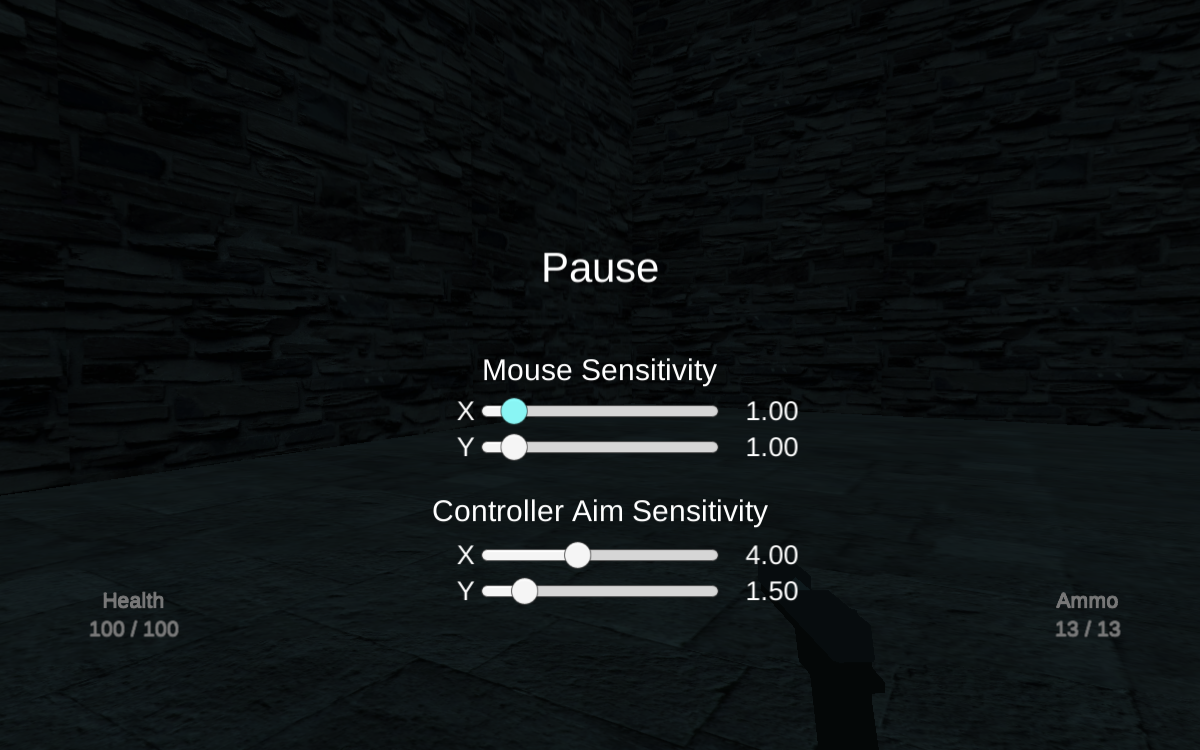 Pause
Mouse Sensitivity
X 1.00
Y 1.00
Controller Aim Sensitivity
X 4.00
Y 1.50
Health
100 / 100
Ammo
13 / 13